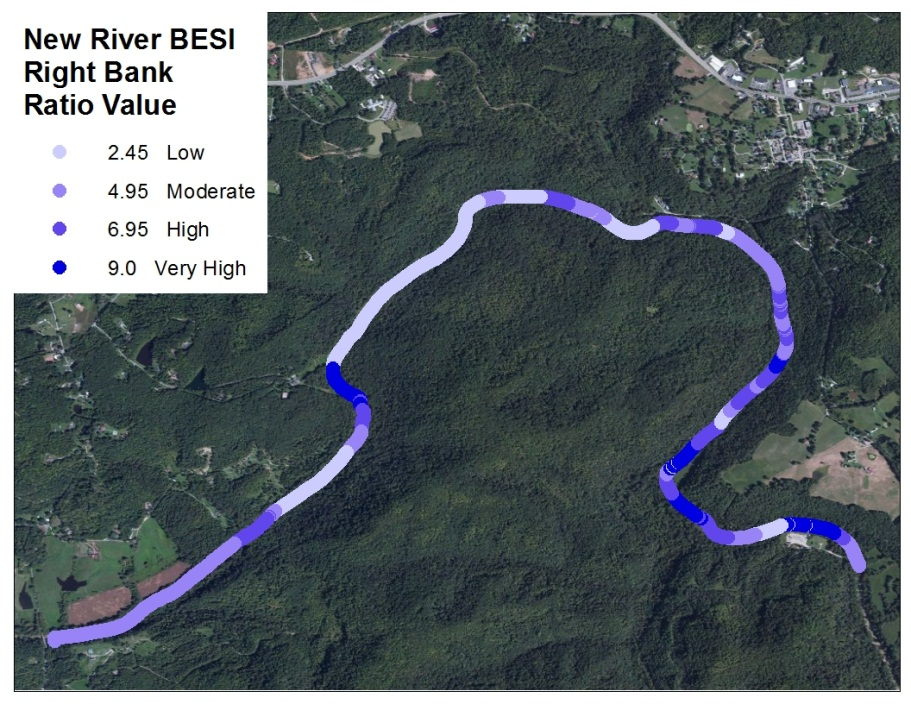 New River BESI
Right Bank
Ratio Value
2.45 Low
4.95 Moderate
6.95 High
9.0 Very High